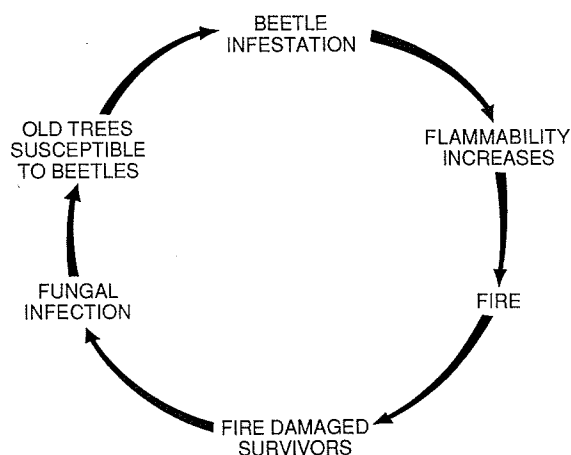 BEETLE
INFESTATION
FLAMMABILITY
INCREASES
FIRE
FIRE DAMAGED
SURVIVORS
FUNGAL
INFECTION
OLD TREES
SUSCEPTIBLE
TO BEETLES